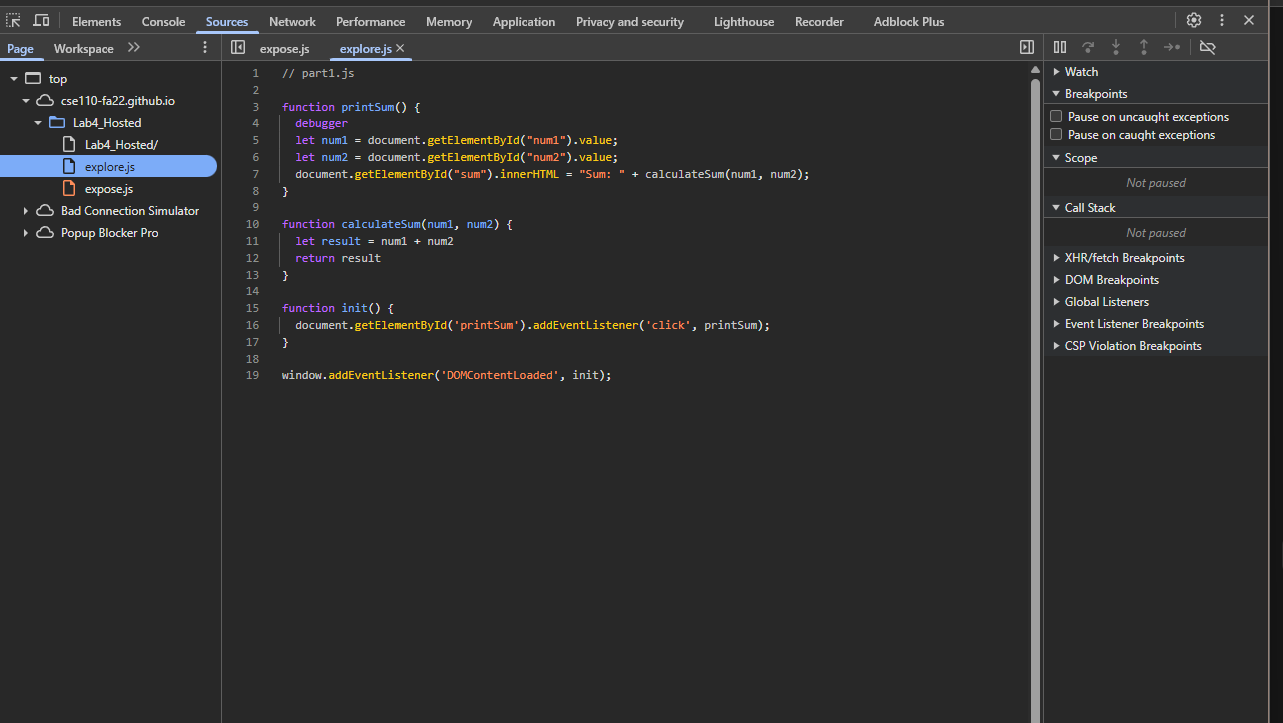 Elements Console Sources Network Performance Memory Application Privacy and security Lighthouse Recorder Adblock Plus
Page Workspace
top
cse110-fa22.github.io
Lab4_Hosted
Lab4_Hosted/
explore.js
expose.js
Bad Connection Simulator
Popup Blocker Pro
expose.js explore.js
1 // part1.js
2
3 function printSum() {
4 debugger
5 let num1 = document.getElementById("num1").value;
6 let num2 = document.getElementById("num2").value;
7 document.getElementById("sum").innerHTML = "Sum: " + calculateSum(num1, num2);
8 }
9
10 function calculateSum(num1, num2) {
11 let result = num1 + num2
12 return result
13 }
14
15 function init() {
16 document.getElementById('printSum').addEventListener('click', printSum);
17 }
18
19 window.addEventListener('DOMContentLoaded', init);
Watch
Breakpoints
Pause on uncaught exceptions
Pause on caught exceptions
Scope
Not paused
Call Stack
Not paused
XHR/fetch Breakpoints
DOM Breakpoints
Global Listeners
Event Listener Breakpoints
CSP Violation Breakpoints